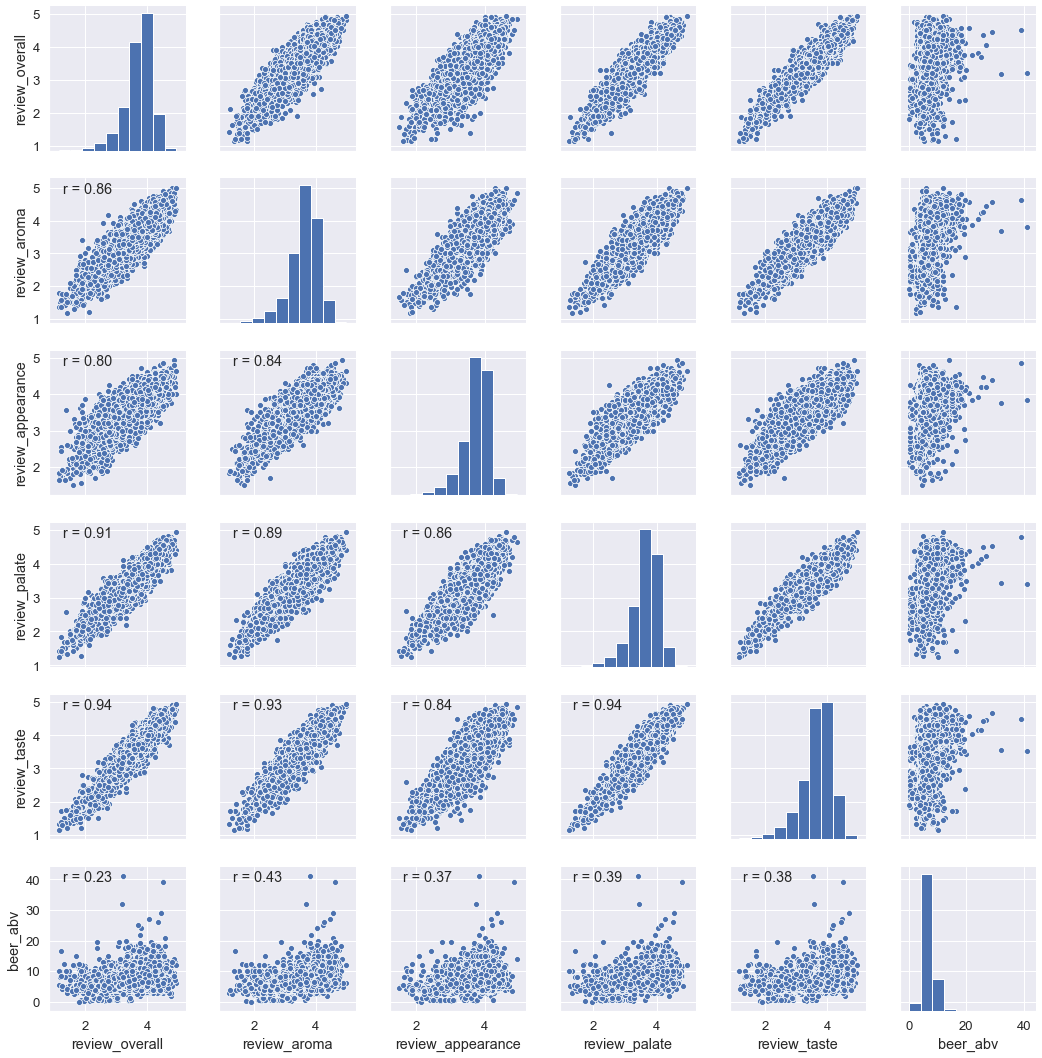 5
4
3
2
1
review_overall
r = 0.86
5
4
3
2
1
review_aroma
r = 0.80
r = 0.84
5
4
3
2
review_appearance
r = 0.91
r = 0.89
r = 0.86
5
4
3
2
1
review_palate
r = 0.94
r = 0.93
r = 0.84
r = 0.94
5
4
3
2
1
review_taste
r = 0.23
r = 0.43
r = 0.37
r = 0.39
r = 0.38
40
30
20
10
0
beer_abv
2 4 2 4 2 4 2 4 2 4 0 20 40
review_overall review_aroma review_appearance review_palate review_taste beer_abv